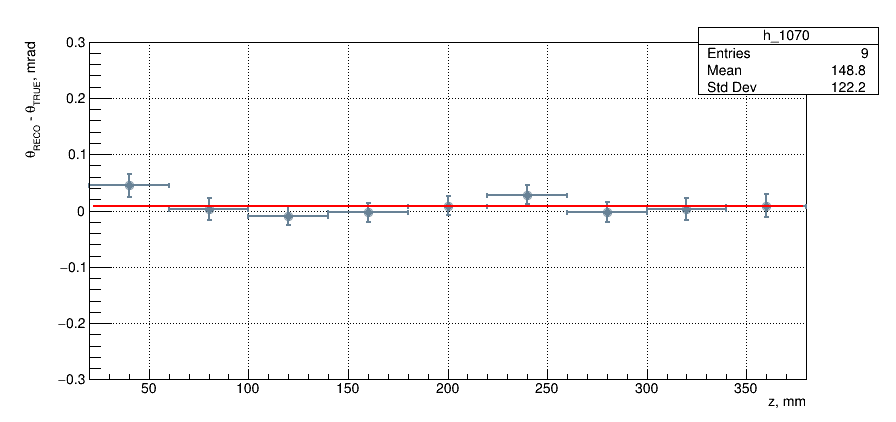 h_1070
Entries 9
Mean 148.8
Std Dev 122.2
θRECO - θTRUE, mrad
0.3
0.2
0.1
0
−0.1
−0.2
−0.3
50 100 150 200 250 300 350
z, mm